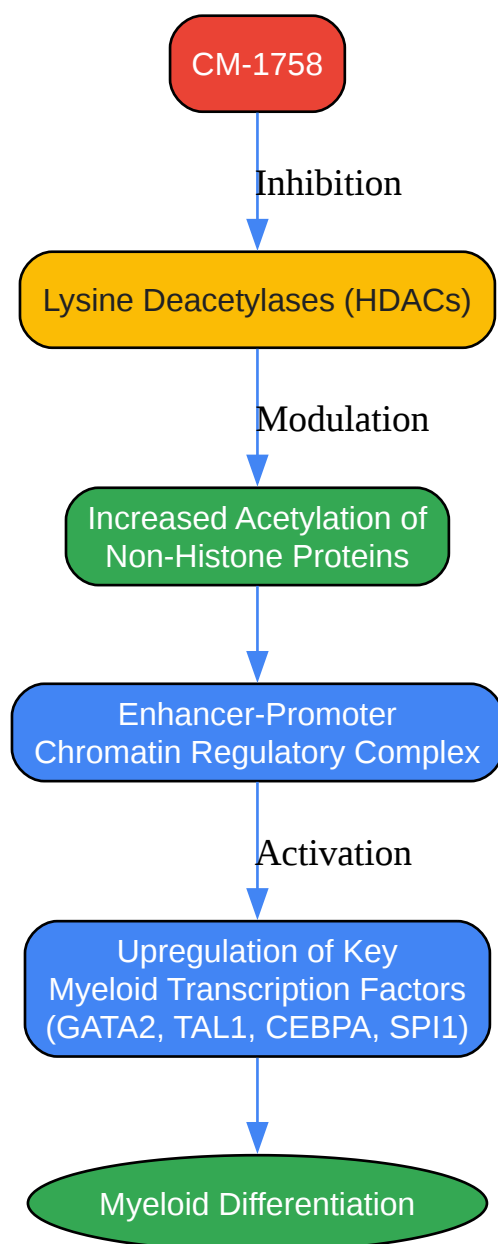 CM-1758
Inhibition
Lysine Deacetylases (HDACs)
Modulation
Increased Acetylation of
Non-Histone Proteins
Enhancer-Promoter
Chromatin Regulatory Complex
Activation
Upregulation of Key
Myeloid Transcription Factors
(GATA2, TAL1, CEBPA, SPI1)
Myeloid Differentiation